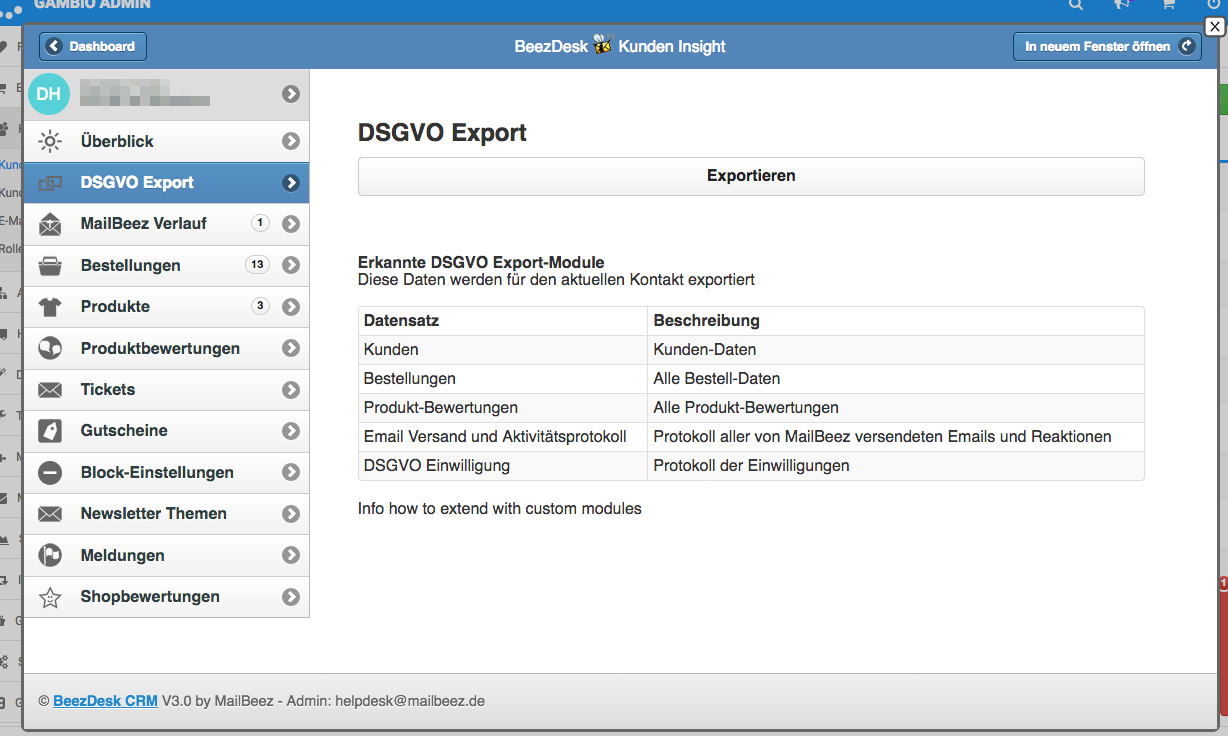 GAMBIO ADMIN
Dashboard
BeezDesk Kunden Insight
In neuem Fenster öffnen
X
DH
Überblick
DSGVO Export
MailBeez Verlauf 1
Bestellungen 13
Produkte 3
Produktbewertungen
Tickets
Gutscheine
Block-Einstellungen
Newsletter Themen
Meldungen
Shopbewertungen
DSGVO Export
Exportieren
Erkannte DSGVO Export-Module
Diese Daten werden für den aktuellen Kontakt exportiert
Datensatz Beschreibung
Kunden Kunden-Daten
Bestellungen Alle Bestell-Daten
Produkt-Bewertungen Alle Produkt-Bewertungen
Email Versand und Aktivitätsprotokoll Protokoll aller von MailBeez versendeten Emails und Reaktionen
DSGVO Einwilligung Protokoll der Einwilligungen
Info how to extend with custom modules
© BeezDesk CRM V3.0 by MailBeez - Admin: helpdesk@mailbeez.de